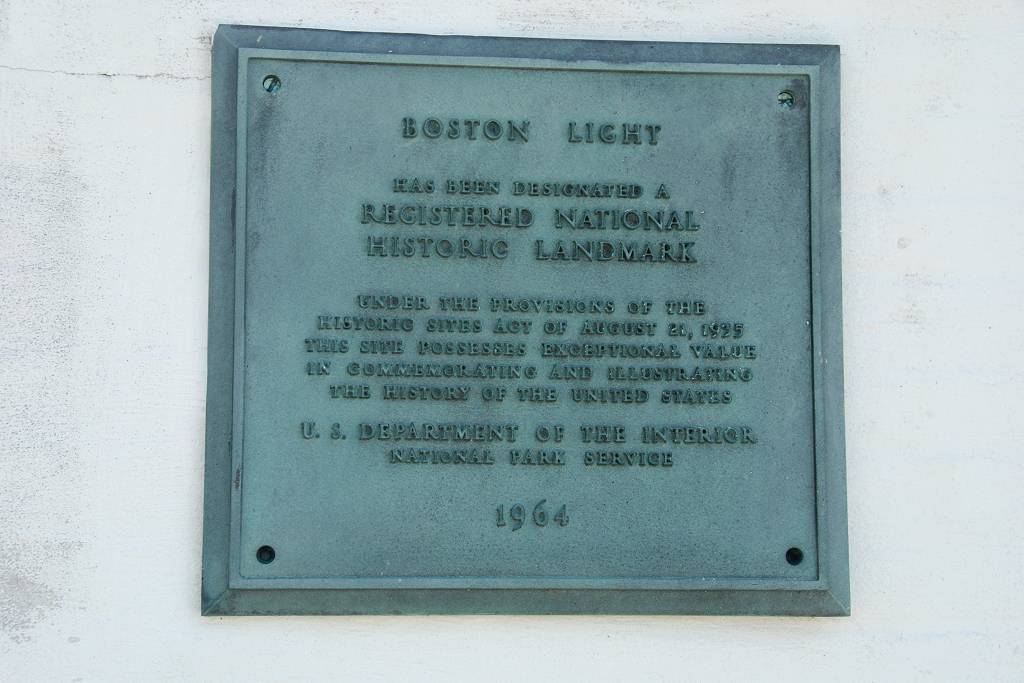 BOSTON LIGHT
HAS BEEN DESIGNATED A
REGISTERED NATIONAL
HISTORIC LANDMARK
UNDER THE PROVISIONS OF THE
HISTORIC SITES ACT OF AUGUST 21, 1935
THIS SITE POSSESSES EXCEPTIONAL VALUE
IN COMMEMORATING AND ILLUSTRATING
THE HISTORY OF THE UNITED STATES
U. S. DEPARTMENT OF THE INTERIOR
NATIONAL PARK SERVICE
1964